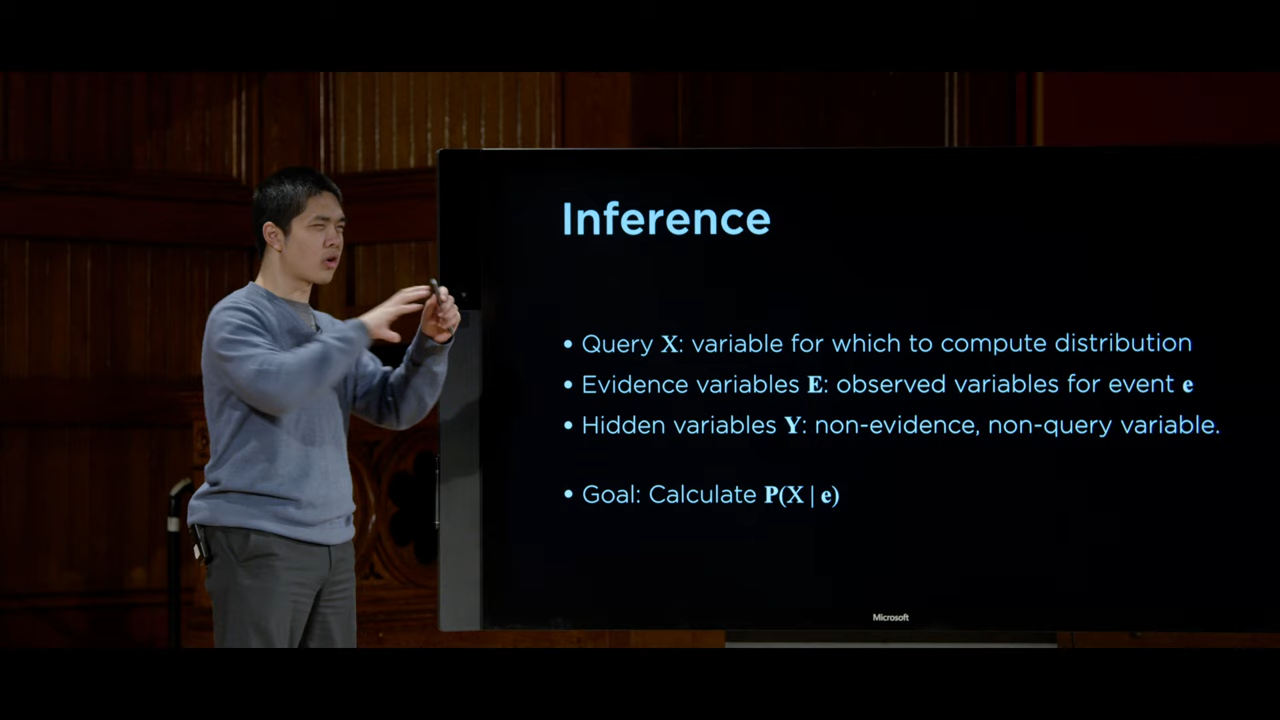 Inference
• Query X: variable for which to compute distribution
• Evidence variables E: observed variables for event e
• Hidden variables Y: non-evidence, non-query variable.
• Goal: Calculate P(X | e)
Microsoft